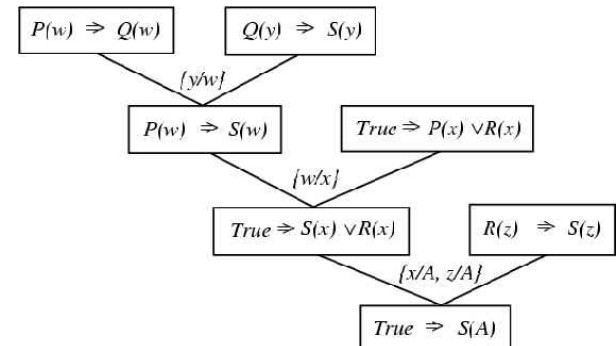 P(w) ⇒ Q(w)
Q(y) ⇒ S(y)
{y/w}
P(w) ⇒ S(w)
True ⇒ P(x) ∨R(x)
{w/x}
True ⇒ S(x) ∨R(x)
R(z) ⇒ S(z)
{x/A, z/A}
True ⇒ S(A)